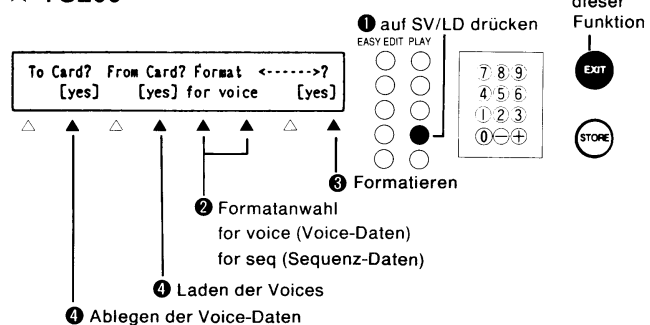 dieser
Funktion
❶ auf SV/LD drücken
EASY EDIT PLAY
To Card? From Card? Format <------>?
[yes] [yes] for voice [yes]
7 8 9
4 5 6
1 2 3
0 − +
EXIT
STORE
❸ Formatieren
❷ Formatanwahl
for voice (Voice-Daten)
for seq (Sequenz-Daten)
❹ Laden der Voices
❹ Ablegen der Voice-Daten